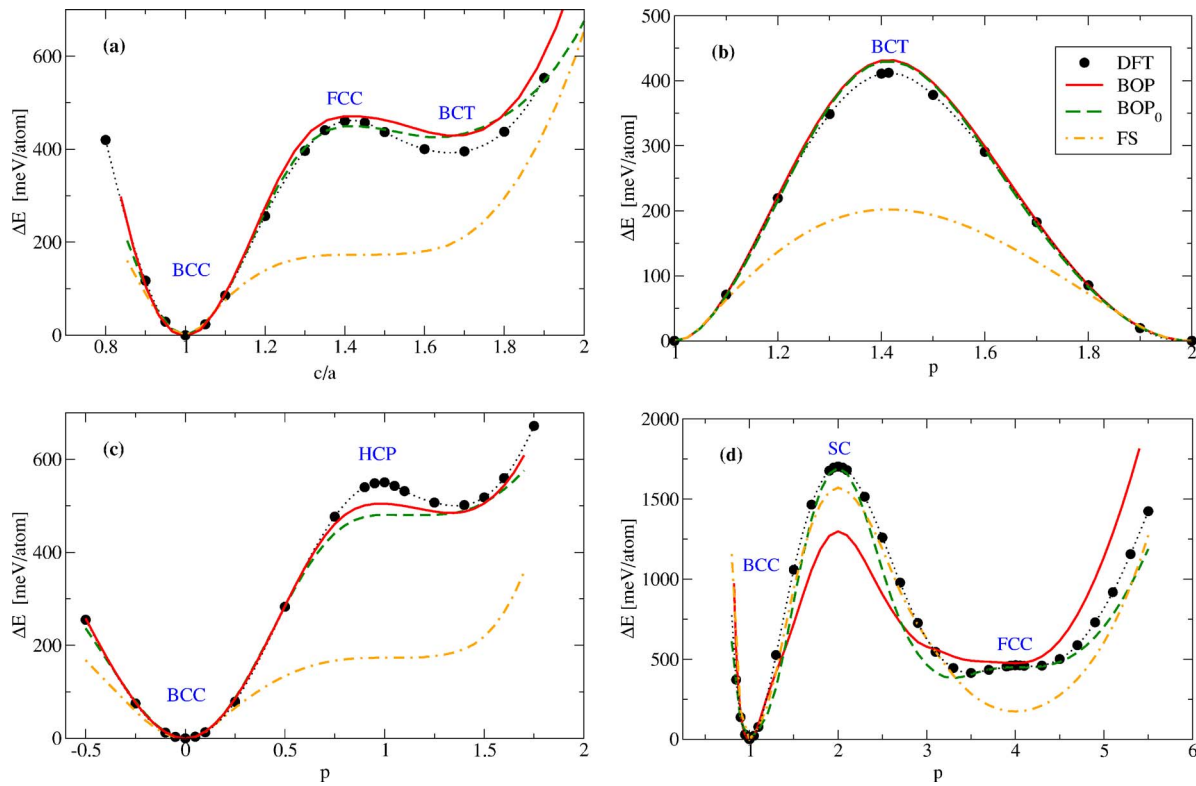 (a)
FCC
BCT
BCC
ΔE [meV/atom]
600
400
200
0
0.8
1
1.2
1.4
1.6
1.8
2
c/a
(b)
BCT
DFT
BOP
BOP₀
FS
ΔE [meV/atom]
500
400
300
200
100
0
1
1.2
1.4
1.6
1.8
2
p
(c)
HCP
BCC
ΔE [meV/atom]
600
400
200
0
-0.5
0
0.5
1
1.5
2
p
(d)
SC
BCC
FCC
ΔE [meV/atom]
2000
1500
1000
500
0
1
2
3
4
5
6
p